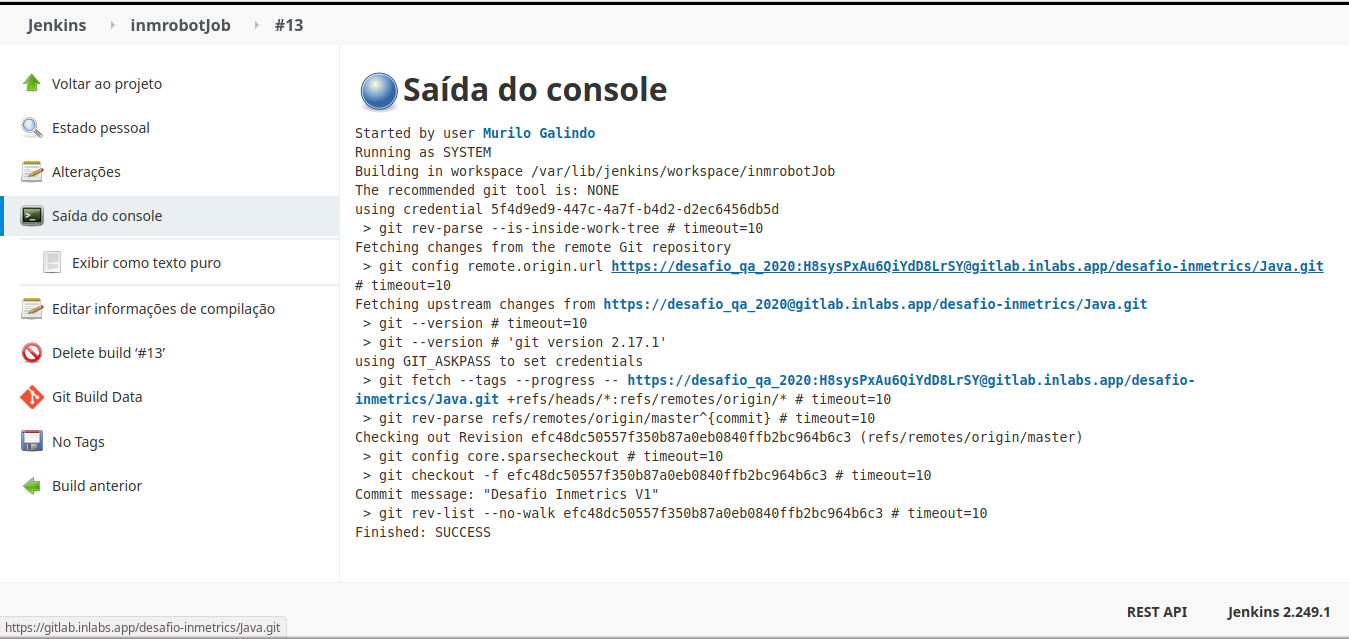 Jenkins inmrobotJob #13
Voltar ao projeto
Estado pessoal
Alterações
Saída do console
Exibir como texto puro
Editar informações de compilação
Delete build ‘#13’
Git Build Data
No Tags
Build anterior
Saída do console
Started by user Murilo Galindo
Running as SYSTEM
Building in workspace /var/lib/jenkins/workspace/inmrobotJob
The recommended git tool is: NONE
using credential 5f4d9ed9-447c-4a7f-b4d2-d2ec6456db5d
> git rev-parse --is-inside-work-tree # timeout=10
Fetching changes from the remote Git repository
> git config remote.origin.url https://desafio_qa_2020:H8sysPxAu6QiYdD8LrSY@gitlab.inlabs.app/desafio-inmetrics/Java.git
# timeout=10
Fetching upstream changes from https://desafio_qa_2020@gitlab.inlabs.app/desafio-inmetrics/Java.git
> git --version # timeout=10
> git --version # 'git version 2.17.1'
using GIT_ASKPASS to set credentials
> git fetch --tags --progress -- https://desafio_qa_2020:H8sysPxAu6QiYdD8LrSY@gitlab.inlabs.app/desafio-
inmetrics/Java.git +refs/heads/*:refs/remotes/origin/* # timeout=10
> git rev-parse refs/remotes/origin/master^{commit} # timeout=10
Checking out Revision efc48dc50557f350b87a0eb0840ffb2bc964b6c3 (refs/remotes/origin/master)
> git config core.sparsecheckout # timeout=10
> git checkout -f efc48dc50557f350b87a0eb0840ffb2bc964b6c3 # timeout=10
Commit message: "Desafio Inmetrics V1"
> git rev-list --no-walk efc48dc50557f350b87a0eb0840ffb2bc964b6c3 # timeout=10
Finished: SUCCESS
REST API Jenkins 2.249.1
https://gitlab.inlabs.app/desafio-inmetrics/Java.git